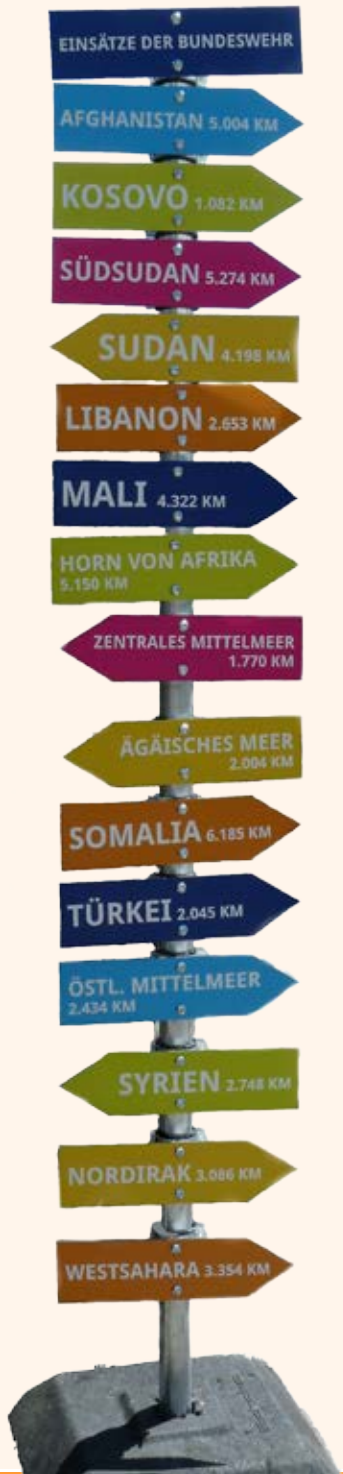 EINSÄTZE DER BUNDESWEHR
AFGHANISTAN 5.004 KM
KOSOVO 1.082 KM
SÜDSUDAN 5.274 KM
SUDAN 4.198 KM
LIBANON 2.653 KM
MALI 4.322 KM
HORN VON AFRIKA
5.150 KM
ZENTRALES MITTELMEER
1.770 KM
ÄGÄISCHES MEER
2.004 KM
SOMALIA 6.185 KM
TÜRKEI 2.045 KM
ÖSTL. MITTELMEER
2.434 KM
SYRIEN 2.748 KM
NORDIRAK 3.086 KM
WESTSAHARA 3.354 KM